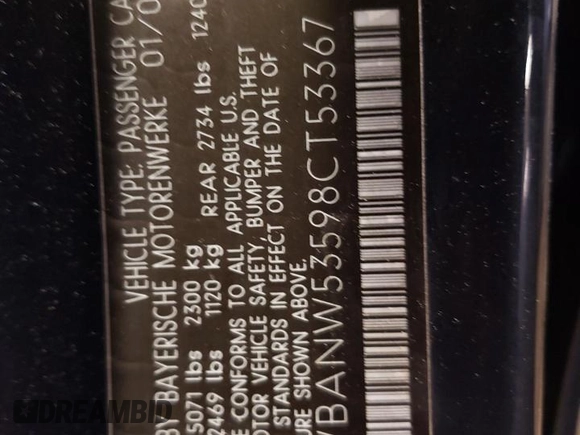 VEHICLE TYPE: PASSENGER CA
BY BAYERISCHE MOTORENWERKE 01/0
5071 lbs 2300 kg
2469 lbs 1120 kg REAR 2734 lbs 1240
E CONFORMS TO ALL APPLICABLE U.S.
OTOR VEHICLE SAFETY, BUMPER AND THEFT
STANDARDS IN EFFECT ON THE DATE OF
URE SHOWN ABOVE.
WBANW53598CT53367
DREAMBID